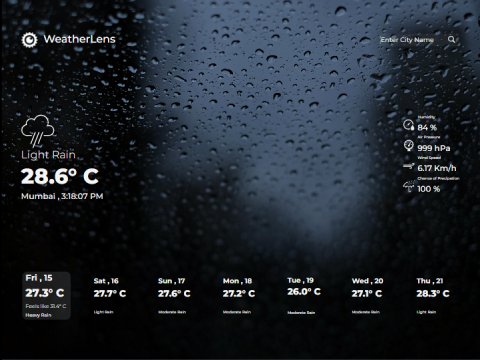 WeatherLens
Enter City Name
Humidity
84 %
Air Pressure
999 hPa
Wind Speed
6.17 Km/h
Chance of Precipation
100 %
Light Rain
28.6° C
Mumbai , 3:18:07 PM
Fri , 15
27.3° C
Feels like 31.4° C
Heavy Rain
Sat , 16
27.7° C
Light Rain
Sun , 17
27.6° C
Moderate Rain
Mon , 18
27.2° C
Moderate Rain
Tue , 19
26.0° C
Moderate Rain
Wed , 20
27.1° C
Moderate Rain
Thu , 21
28.3° C
Light Rain